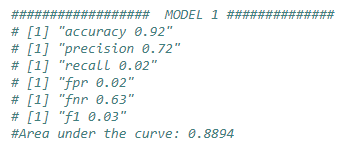 ##################  MODEL 1 ##############
# [1] "accuracy 0.92"
# [1] "precision 0.72"
# [1] "recall 0.02"
# [1] "fpr 0.02"
# [1] "fnr 0.63"
# [1] "f1 0.03"
#Area under the curve: 0.8894